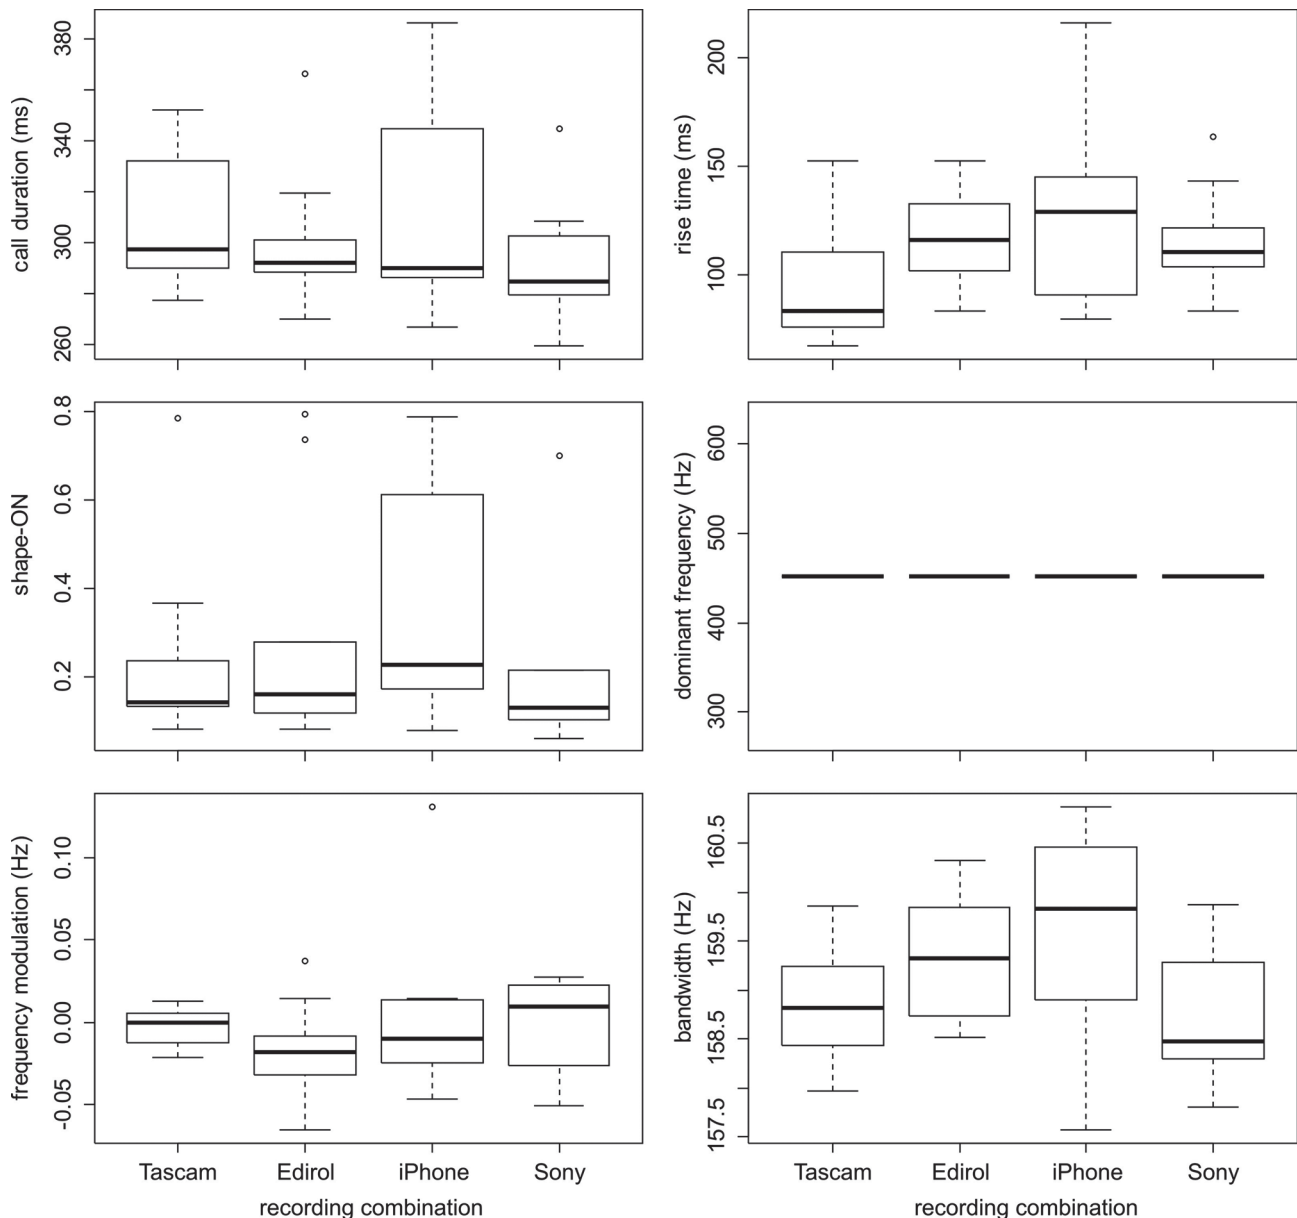 call duration (ms)
380
340
300
260
rise time (ms)
200
150
100
shape-ON
0.8
0.6
0.4
0.2
dominant frequency (Hz)
600
500
400
300
frequency modulation (Hz)
0.10
0.05
0.00
-0.05
Tascam Edirol iPhone Sony
recording combination
bandwidth (Hz)
160.5
159.5
158.5
157.5
Tascam Edirol iPhone Sony
recording combination